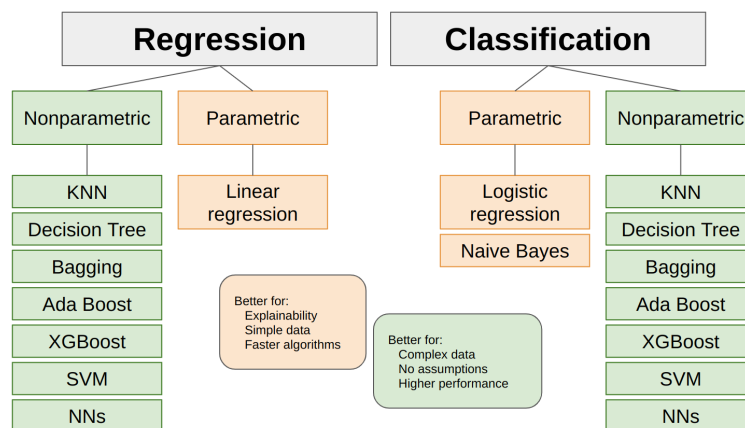 Regression
Classification
Nonparametric
Parametric
Parametric
Nonparametric
KNN
Decision Tree
Bagging
Ada Boost
XGBoost
SVM
NNs
Linear
regression
Logistic
regression
Naive Bayes
KNN
Decision Tree
Bagging
Ada Boost
XGBoost
SVM
NNs
Better for:
Explainability
Simple data
Faster algorithms
Better for:
Complex data
No assumptions
Higher performance